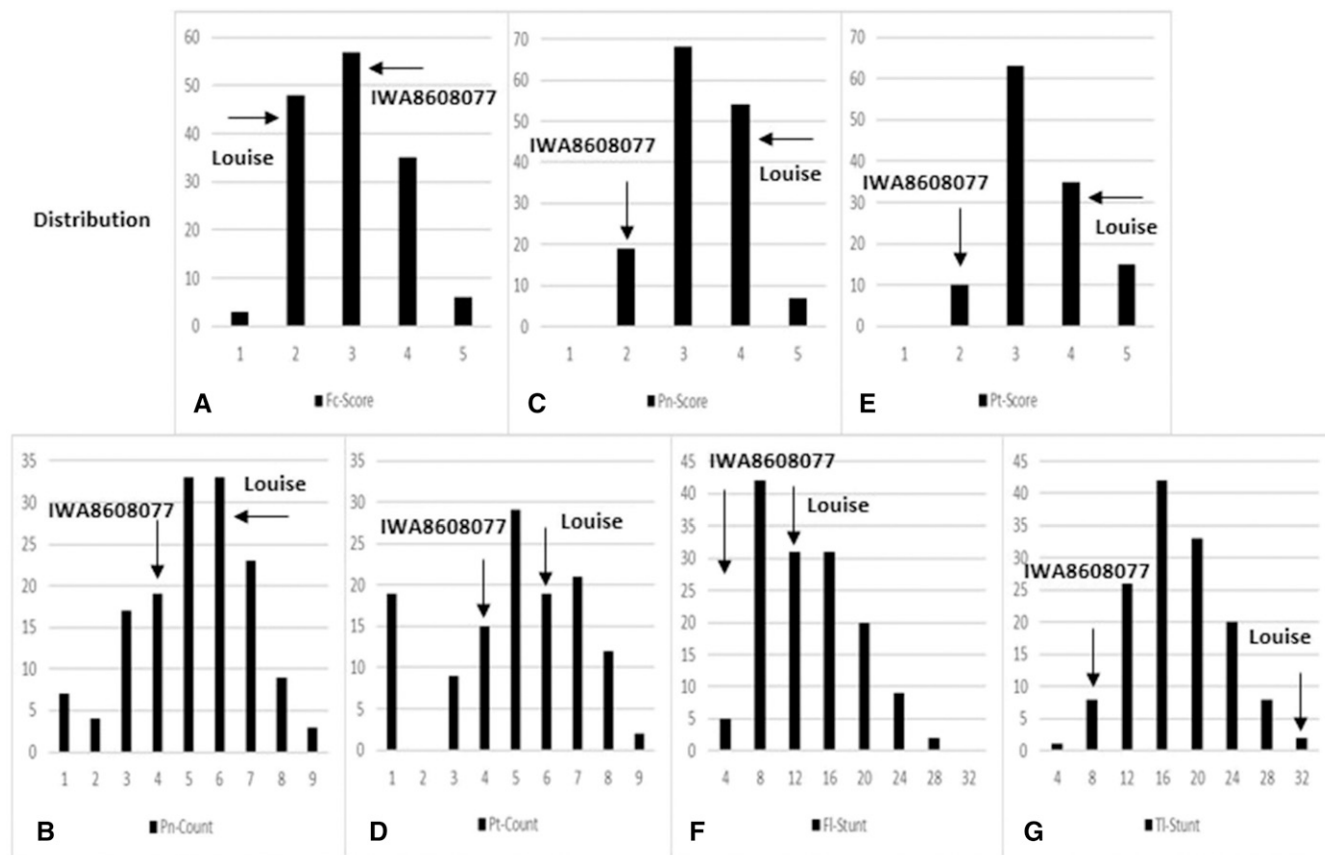 Distribution
60
50
40
30
20
10
0
IWA8608077
Louise
1 2 3 4 5
Fc-Score
A
70
60
50
40
30
20
10
0
IWA8608077
Louise
1 2 3 4 5
Pn-Score
C
70
60
50
40
30
20
10
0
IWA8608077
Louise
1 2 3 4 5
Pt-Score
E
35
30
25
20
15
10
5
0
IWA8608077
Louise
1 2 3 4 5 6 7 8 9
Pn-Count
B
35
30
25
20
15
10
5
0
IWA8608077
Louise
1 2 3 4 5 6 7 8 9
Pt-Count
D
45
40
35
30
25
20
15
10
5
0
IWA8608077
Louise
4 8 12 16 20 24 28 32
Fl-Stunt
F
45
40
35
30
25
20
15
10
5
0
IWA8608077
Louise
4 8 12 16 20 24 28 32
Tl-Stunt
G